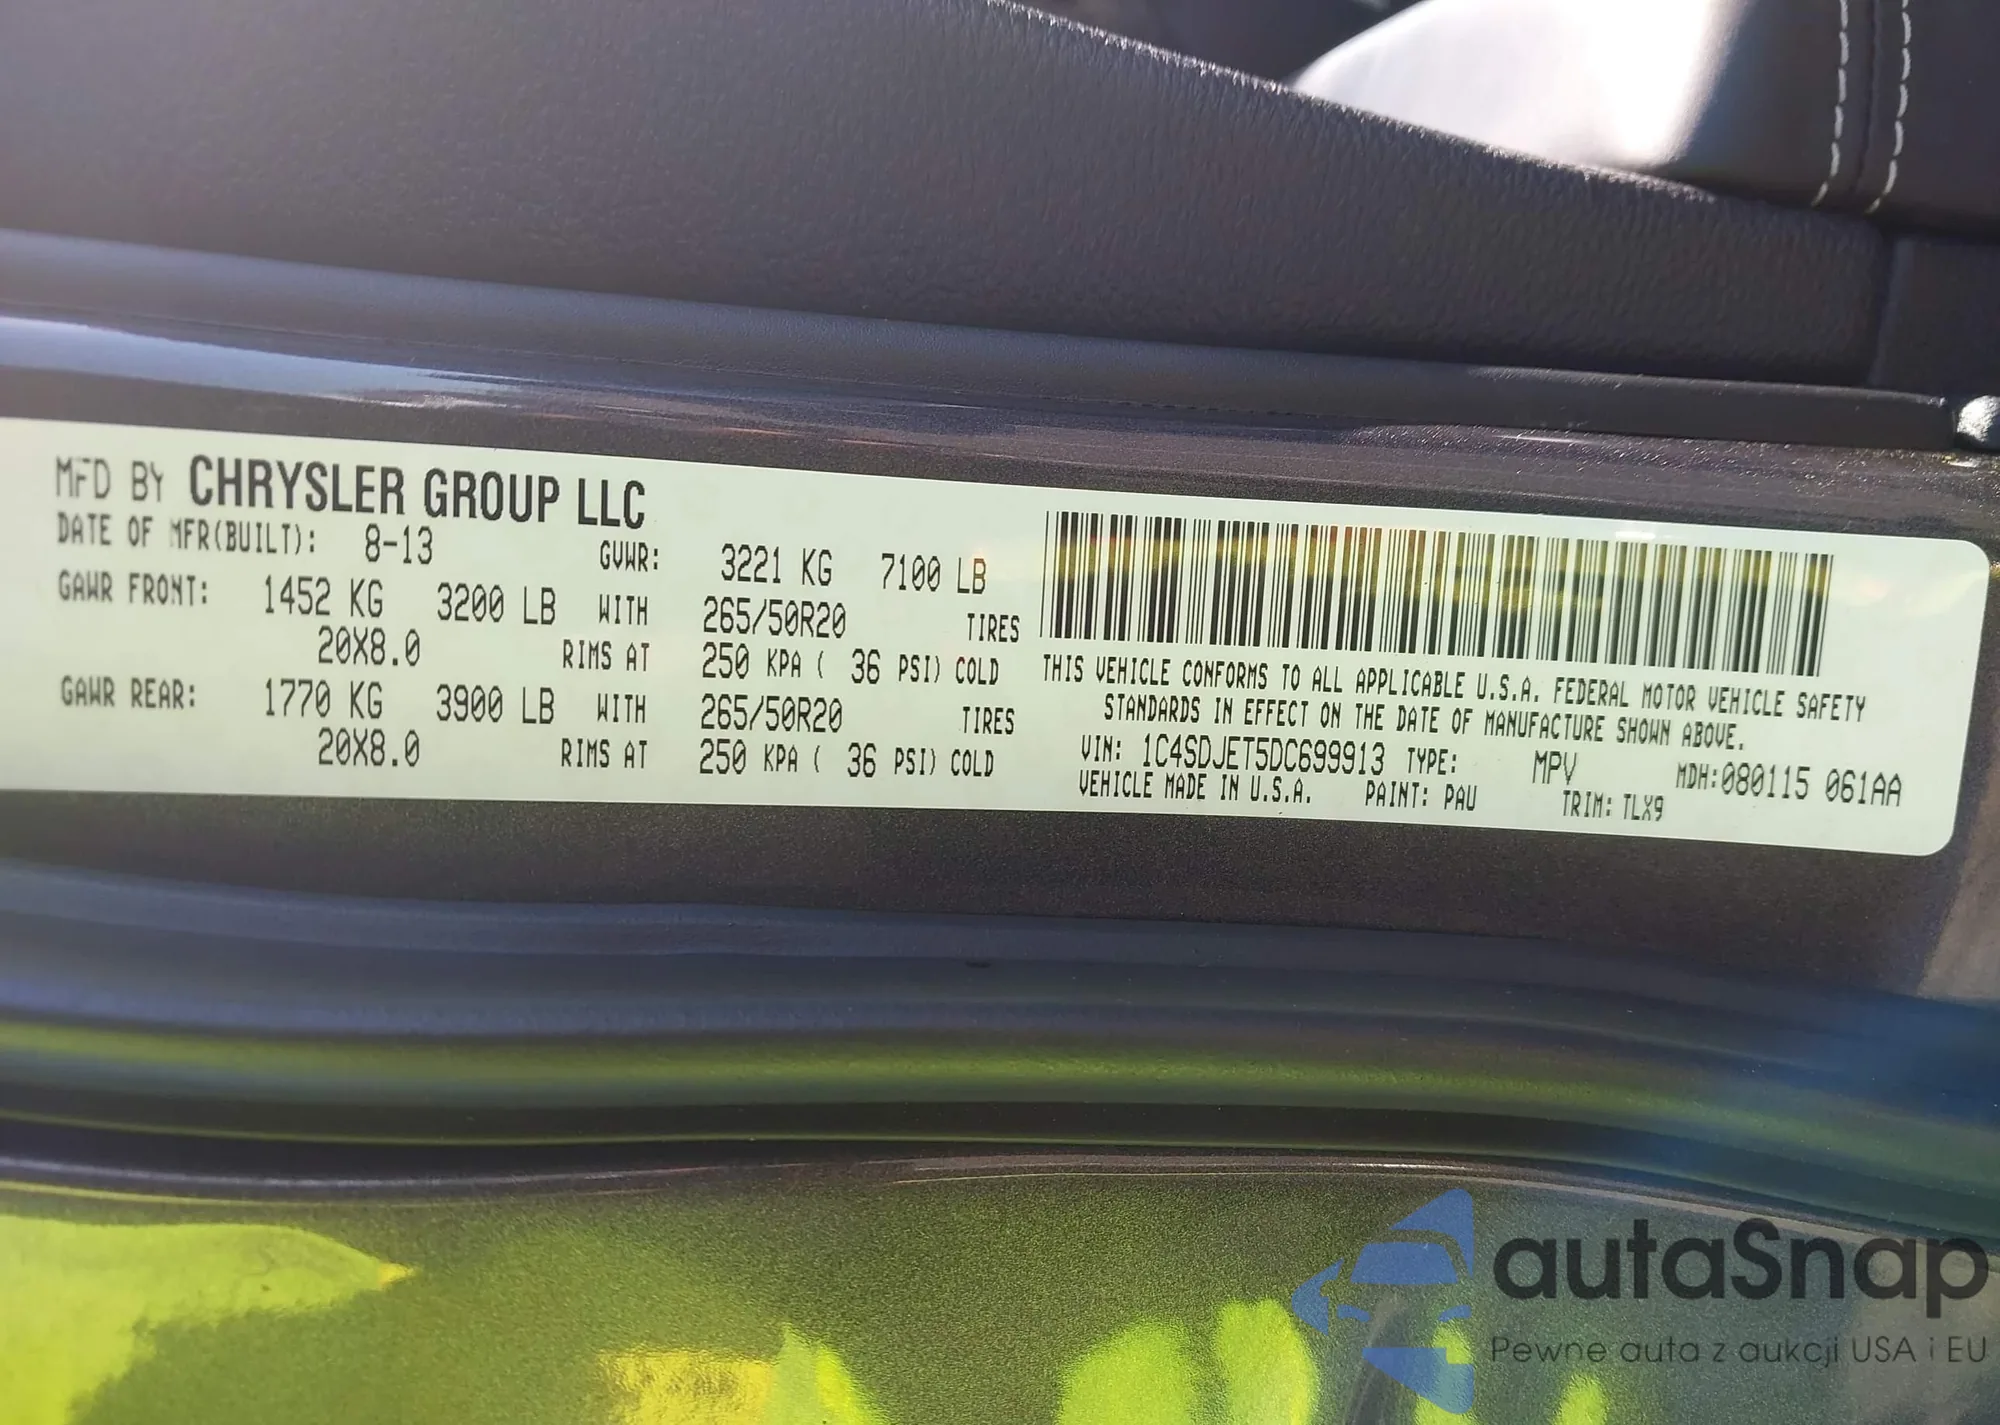 MFD BY CHRYSLER GROUP LLC
DATE OF MFR(BUILT): 8-13 GVWR: 3221 KG 7100 LB
GAWR FRONT: 1452 KG 3200 LB WITH 265/50R20 TIRES
20X8.0 RIMS AT 250 KPA ( 36 PSI) COLD
GAWR REAR: 1770 KG 3900 LB WITH 265/50R20 TIRES
20X8.0 RIMS AT 250 KPA ( 36 PSI) COLD
THIS VEHICLE CONFORMS TO ALL APPLICABLE U.S.A. FEDERAL MOTOR VEHICLE SAFETY
STANDARDS IN EFFECT ON THE DATE OF MANUFACTURE SHOWN ABOVE.
VIN: 1C4SDJET5DC699913 TYPE: MPV MDH:080115 061AA
VEHICLE MADE IN U.S.A. PAINT: PAU TRIM: TLX9
autaSnap
Pewne auta z aukcji USA i EU